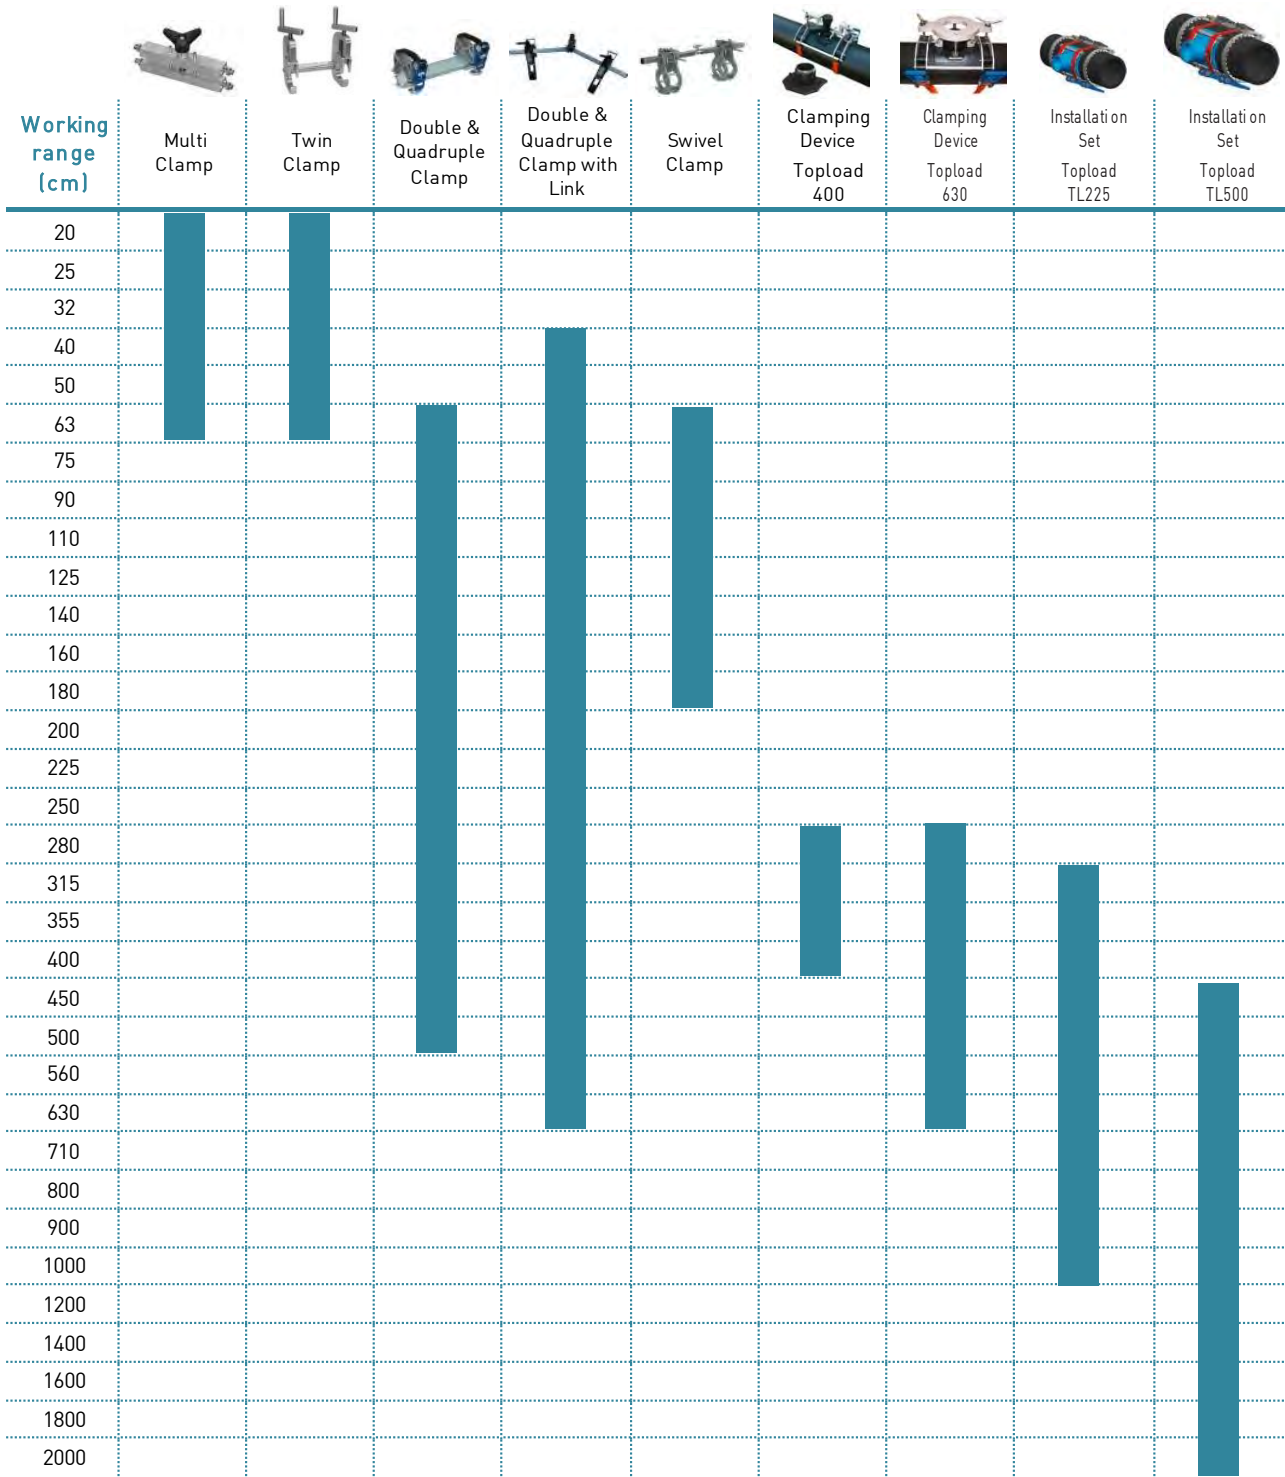 Working
range
(cm)
Multi
Clamp
Twin
Clamp
Double &
Quadruple
Clamp
Double &
Quadruple
Clamp with
Link
Swivel
Clamp
Clamping
Device
Topload
400
Clamping
Device
Topload
630
Installation
Set
Topload
TL225
Installation
Set
Topload
TL500
20
25
32
40
50
63
75
90
110
125
140
160
180
200
225
250
280
315
355
400
450
500
560
630
710
800
900
1000
1200
1400
1600
1800
2000